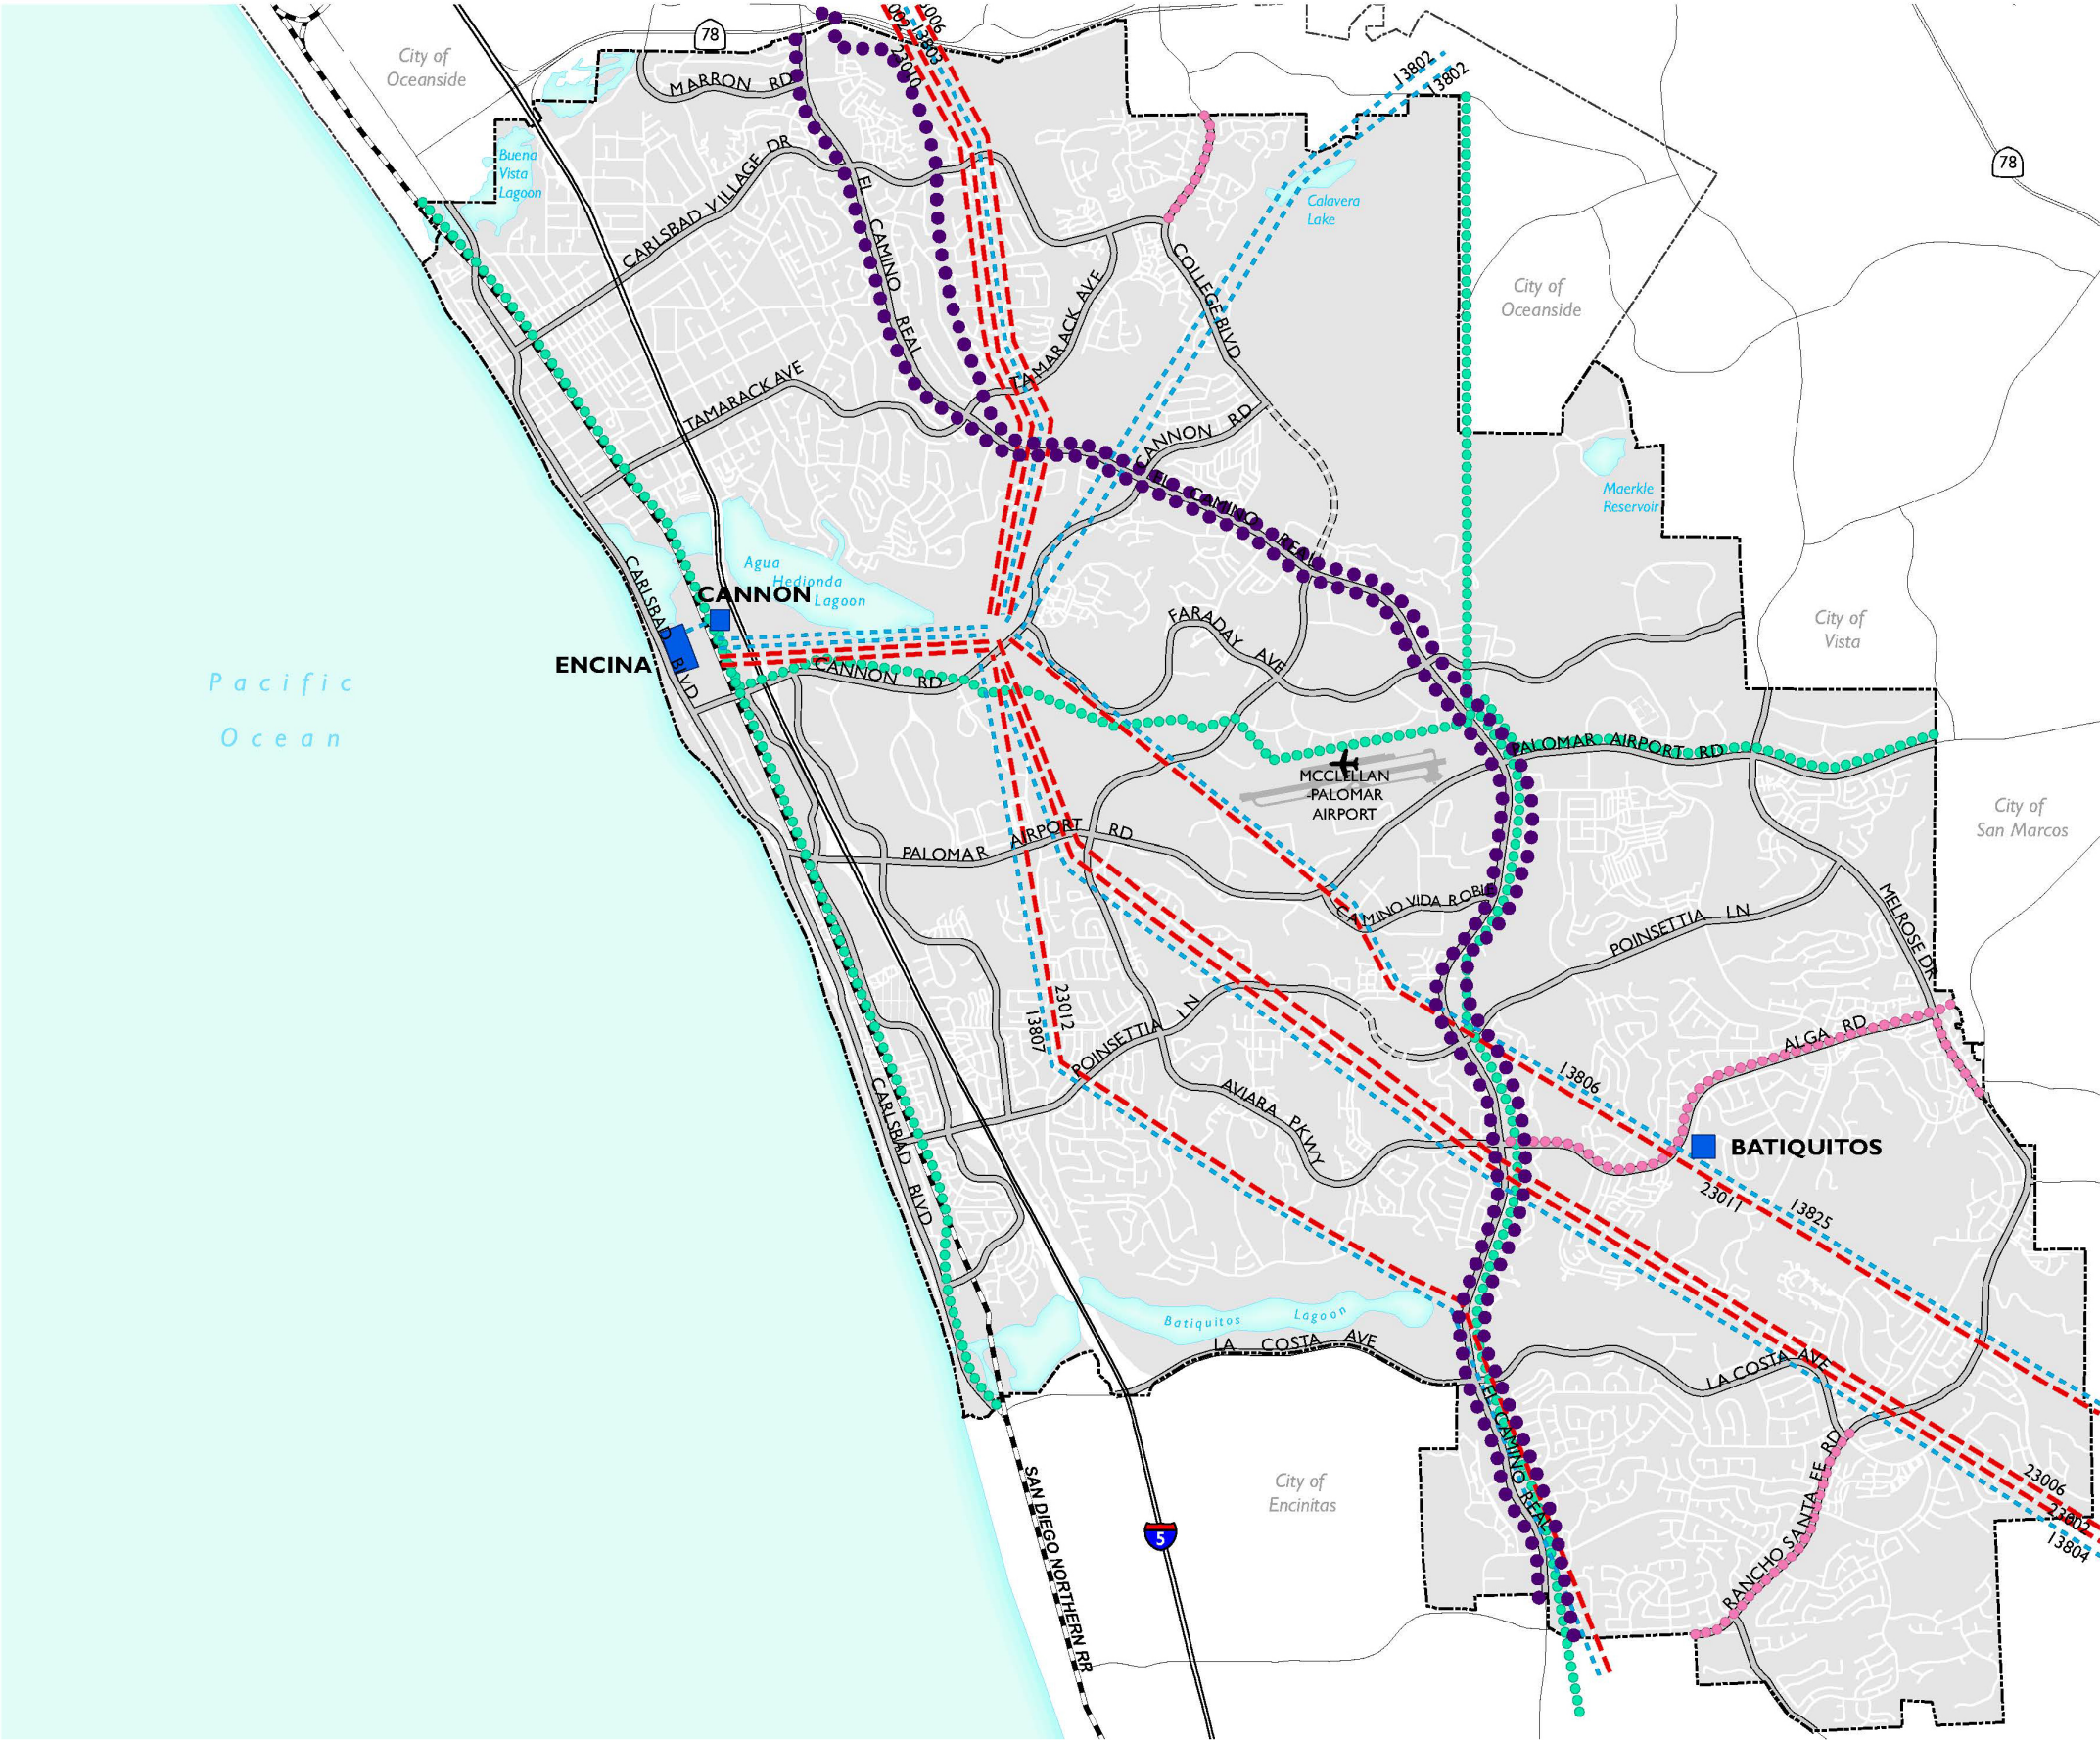 78
City of
Oceanside
MARRON RD
23010
13803
13802
13802
78
Buena
Vista
Lagoon
CARLSBAD VILLAGE DR
EL CAMINO REAL
Calavera
Lake
COLLEGE BLVD
City of
Oceanside
TAMARACK AVE
TAMARACK AVE
CANNON RD
EL CAMINO REAL
Maerkle
Reservoir
Agua
Hedionda
Lagoon
CANNON
CARLSBAD BLVD
ENCINA
CANNON RD
FARADAY AVE
City of
Vista
Pacific
Ocean
PALOMAR AIRPORT RD
MCCLELLAN
-PALOMAR
AIRPORT
City of
San Marcos
PALOMAR AIRPORT RD
CAMINO VIDA ROBLE
POINSETTIA LN
MELROSE DR
23012
13807
POINSETTIA LN
ALGA RD
13806
AVIARA PKWY
BATIQUITOS
CARLSBAD BLVD
23011
13825
Batiquitos Lagoon
LA COSTA AVE
LA COSTA AVE
EL CAMINO REAL
City of
Encinitas
RANCHO SANTA FE RD
23006
23002
13804
SAN DIEGO NORTHERN RR
5